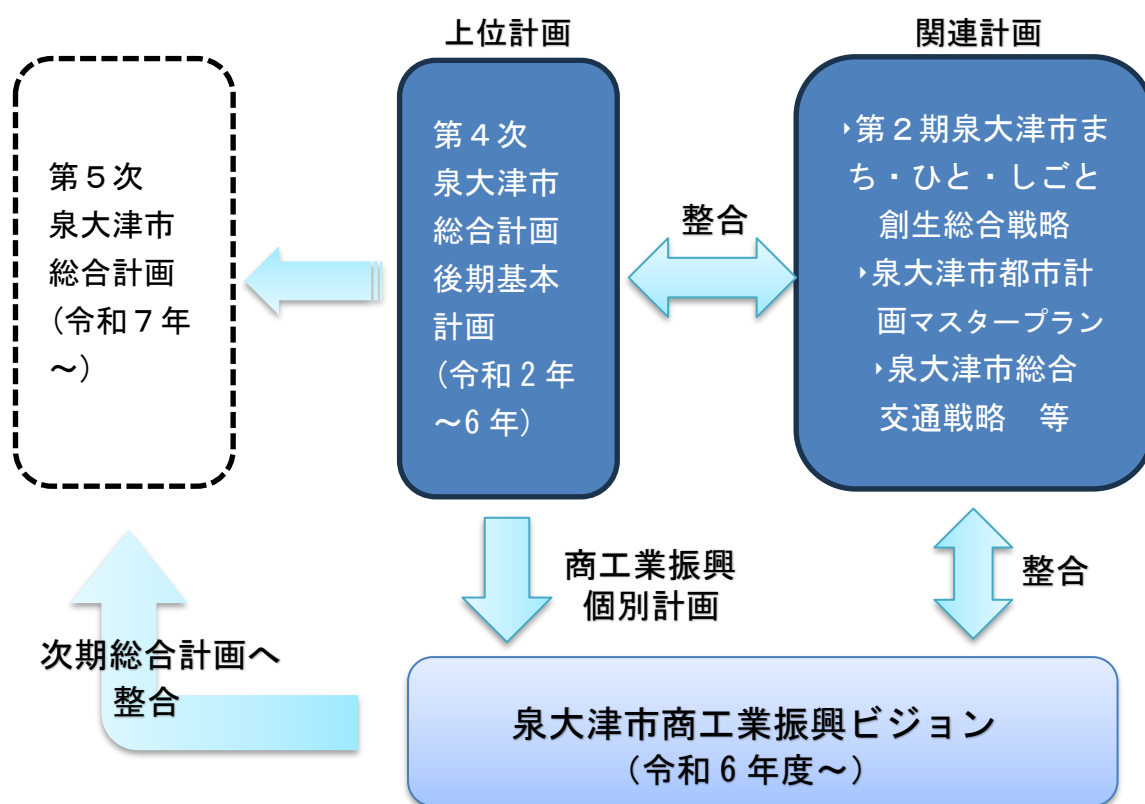 上位計画
関連計画
第５次
泉大津市
総合計画
(令和７年
～)
第４次
泉大津市
総合計画
後期基本
計画
(令和２年
～6年)
整合
‣第２期泉大津市ま
ち・ひと・しごと
創生総合戦略
‣泉大津市都市計
画マスタープラン
‣泉大津市総合
交通戦略　等
商工業振興
個別計画
整合
次期総合計画へ
整合
泉大津市商工業振興ビジョン
（令和６年度～）